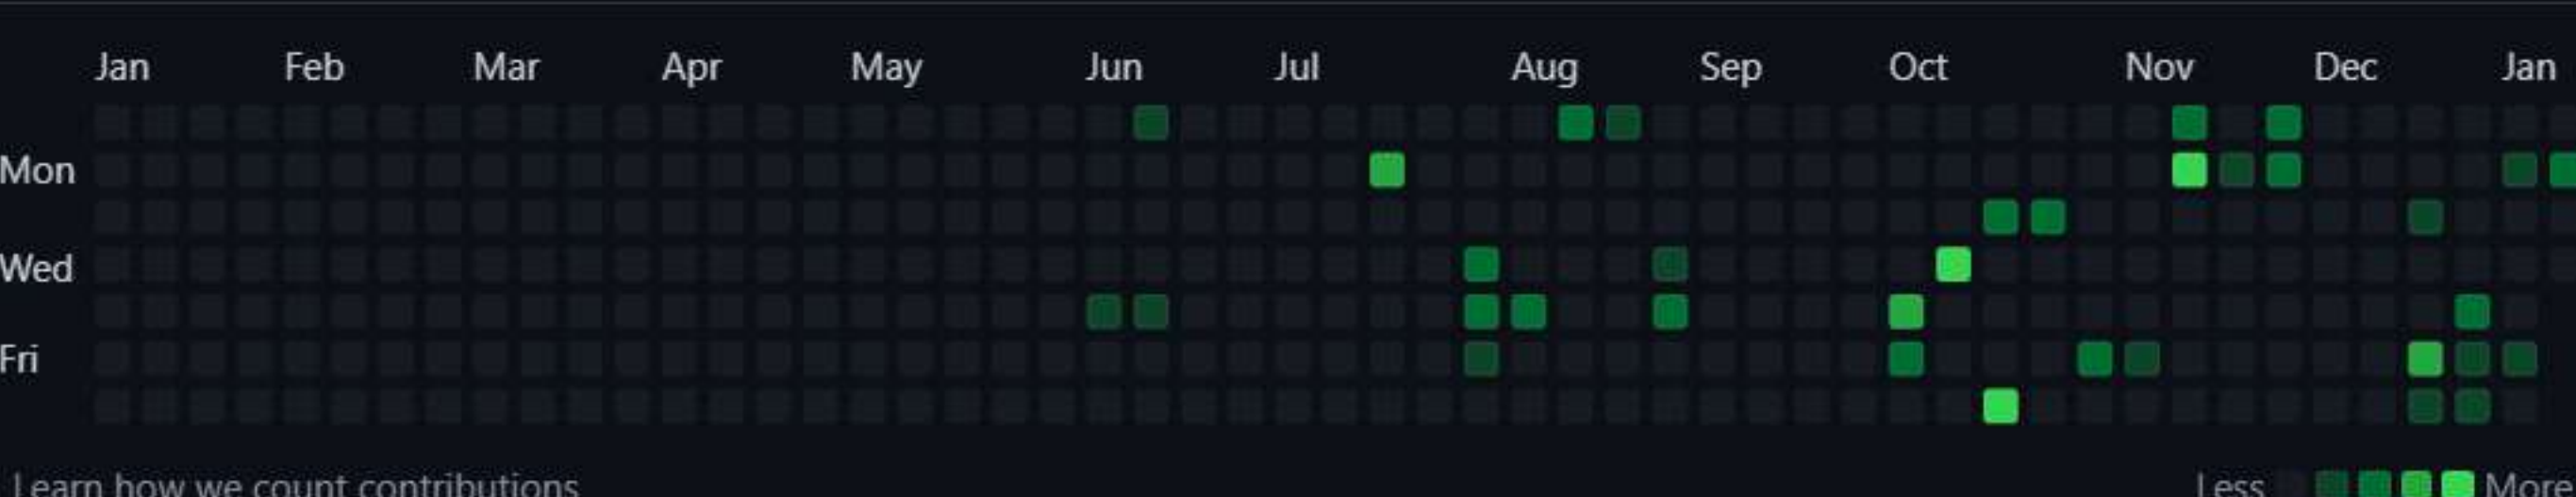 Jan Feb Mar Apr May Jun Jul Aug Sep Oct Nov Dec Jan
Mon
Wed
Fri
Learn how we count contributions
Less More